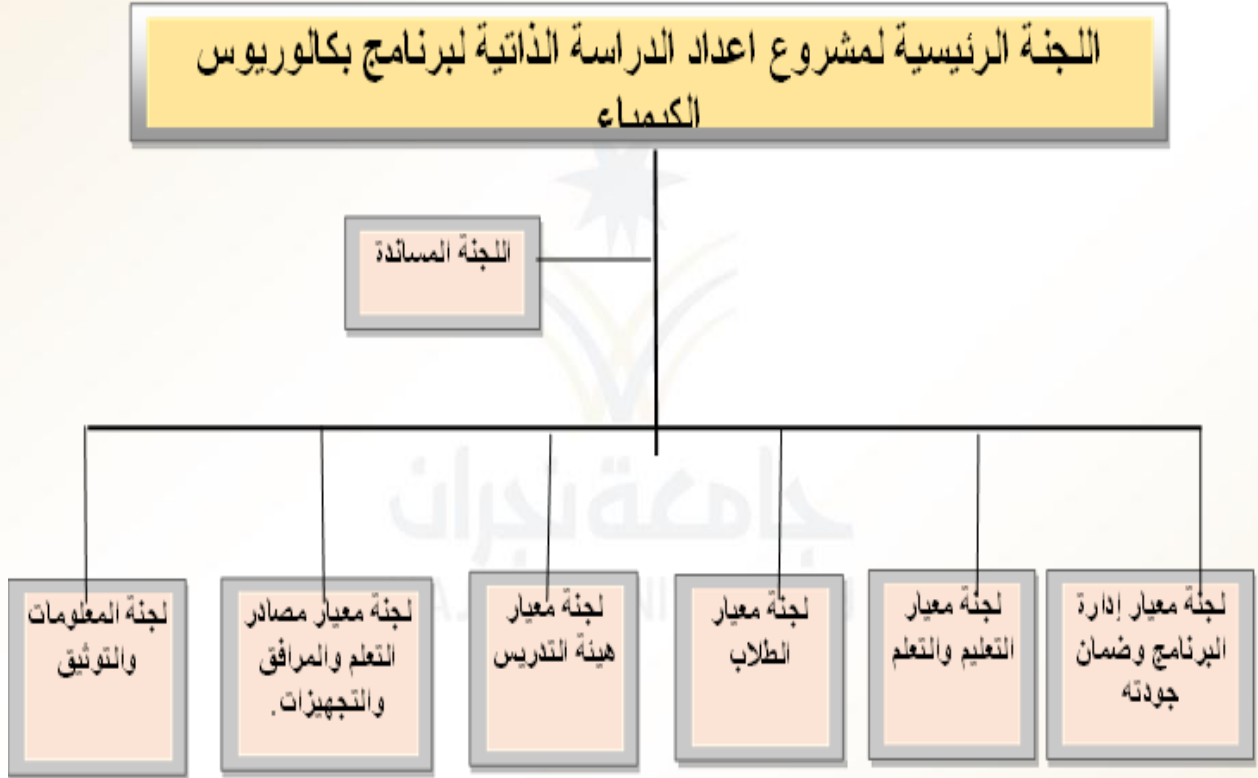 اللجنة الرئيسية لمشروع اعداد الدراسة الذاتية لبرنامج بكالوريوس
الكيمياء
اللجنة المساندة
لجنة معيار إدارة
البرنامج وضمان
جودته
لجنة معيار
التعليم والتعلم
لجنة معيار
الطلاب
لجنة معيار
هيئة التدريس
لجنة معيار مصادر
التعلم والمرافق
والتجهيزات.
لجنة المعلومات
والتوثيق
جامعة نجران